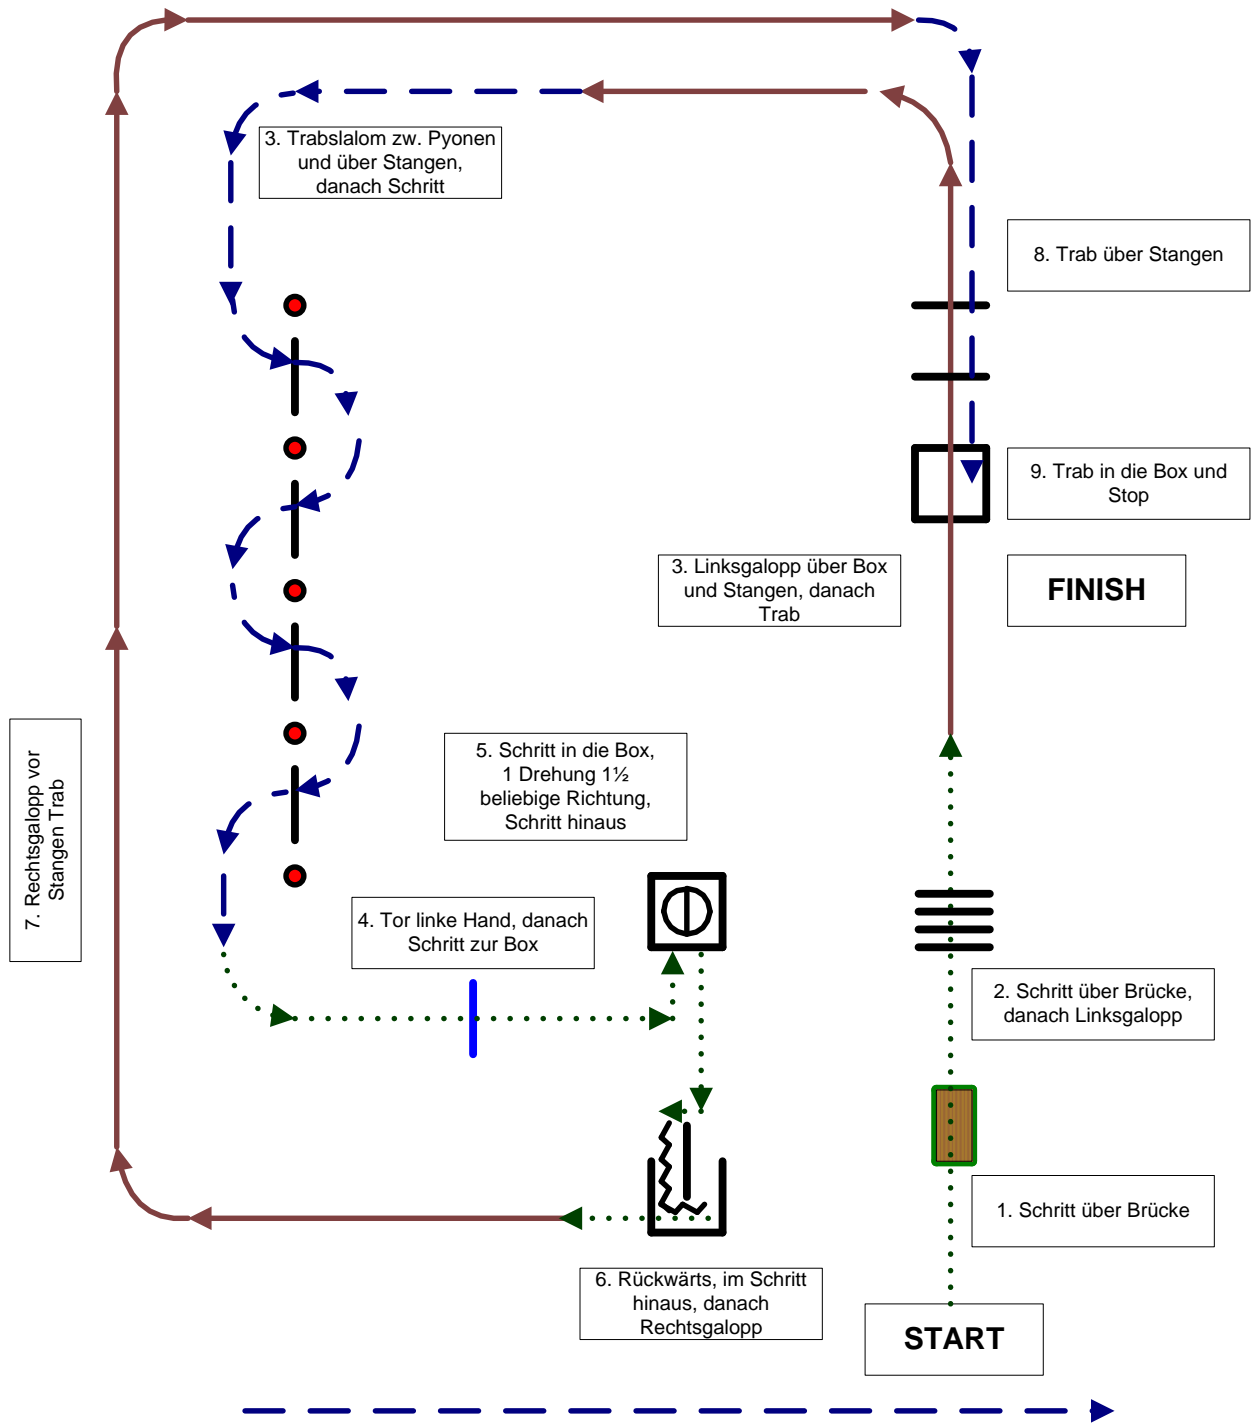 3. Trabslalom zw. Pyonen
und über Stangen,
danach Schritt
8. Trab über Stangen
9. Trab in die Box und
Stop
3. Linksgalopp über Box
und Stangen, danach
Trab
FINISH
7. Rechtsgalopp vor
Stangen Trab
5. Schritt in die Box,
1 Drehung 1½
beliebige Richtung,
Schritt hinaus
4. Tor linke Hand, danach
Schritt zur Box
2. Schritt über Brücke,
danach Linksgalopp
1. Schritt über Brücke
6. Rückwärts, im Schritt
hinaus, danach
Rechtsgalopp
START